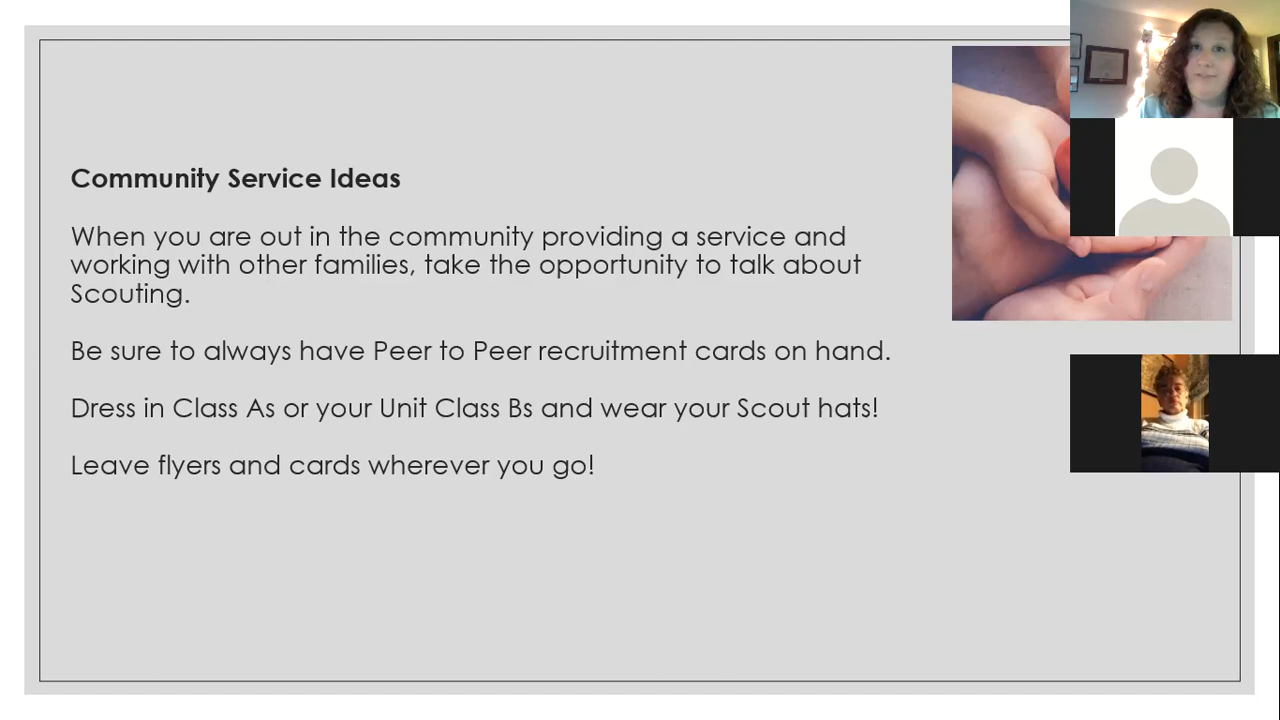 Community Service Ideas
When you are out in the community providing a service and
working with other families, take the opportunity to talk about
Scouting.
Be sure to always have Peer to Peer recruitment cards on hand.
Dress in Class As or your Unit Class Bs and wear your Scout hats!
Leave flyers and cards wherever you go!